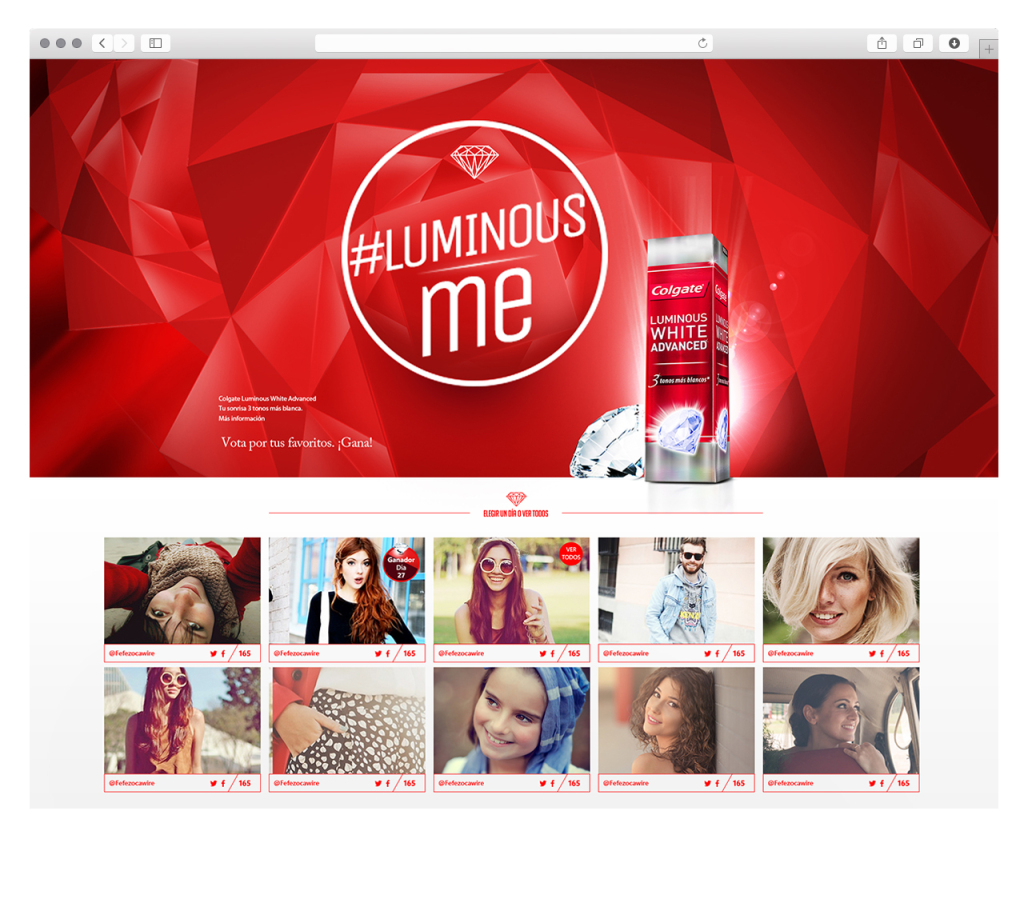 #LUMINOUS
me
Colgate
LUMINOUS
WHITE
ADVANCED
3 tonos más blancos*
Colgate Luminous White Advanced
Tu sorvisa 3 tonos más blanca.
Más información
Vota por tus favoritos. ¡Gana!
ELEGIR UN DÍA O VER TODOS
Ganador
Dia
27
VER
TODOS
@Fefezocawire 165
@Fefezocawire 165
@Fefezocawire 165
@Fefezocawire 165
@Fefezocawire 165
@Fefezocawire 165
@Fefezocawire 165
@Fefezocawire 165
@Fefezocawire 165
@Fefezocawire 165